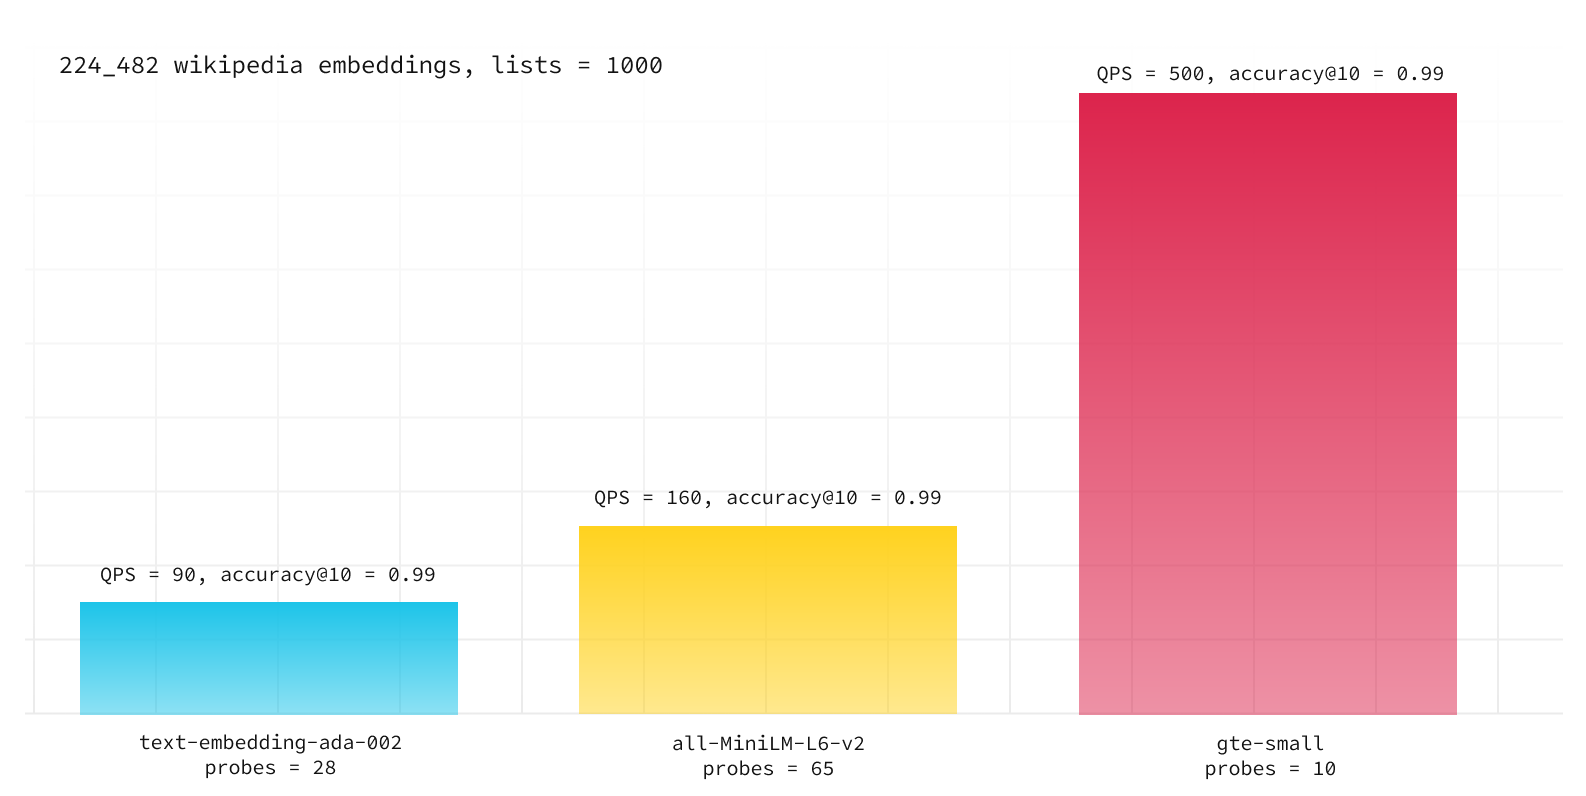 224_482 wikipedia embeddings, lists = 1000
QPS = 500, accuracy@10 = 0.99
QPS = 160, accuracy@10 = 0.99
QPS = 90, accuracy@10 = 0.99
text-embedding-ada-002
probes = 28
all-MiniLM-L6-v2
probes = 65
gte-small
probes = 10